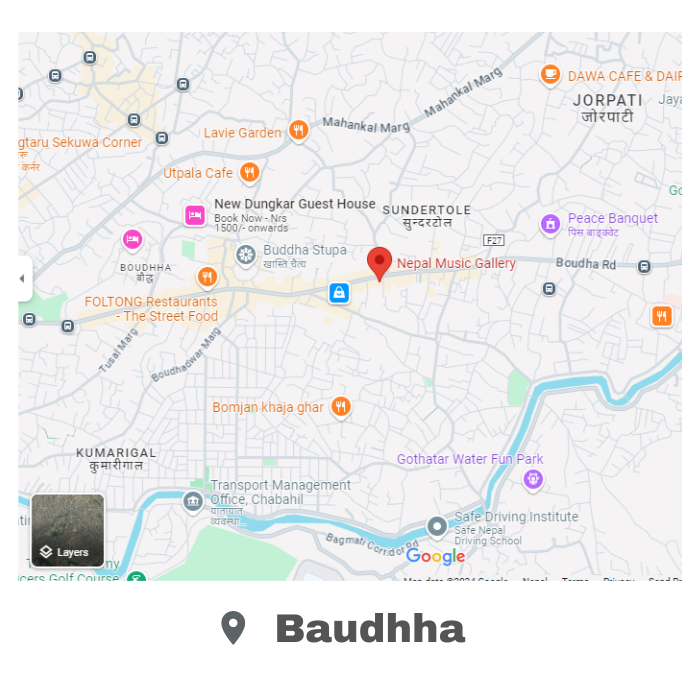 Mahankal Marg
DAWA CAFE & DAIR
JORPATI
जोरपाटी
Jaya
Lavie Garden
Mahankal Marg
gtaru Sekuwa Corner
कर्नर
Utpala Cafe
New Dungkar Guest House
Book Now - Nrs
1500/- onwards
SUNDERTOLE
सुन्दरटोल
Go
Peace Banquet
पिस बाङ्क्वेट
F27
BOUDHHA
बौद्ध
Buddha Stupa
खास्ति चैत्य
Nepal Music Gallery
Boudha Rd
FOLTONG Restaurants
- The Street Food
Tusal Marg
Boudhadwar Maig
Bomjan khaja ghar
KUMARIGAL
कुमारीगाल
Gothatar Water Fun Park
Transport Management
Office, Chabahil
यातायात
व्यवस्था
Safe Driving Institute
Safe Nepal
Driving School
Bagmati Corridor Rd
Layers
Google
cers Golf Course
Map data ©2024 Google
Nepal
Terms
Privacy
Baudhha